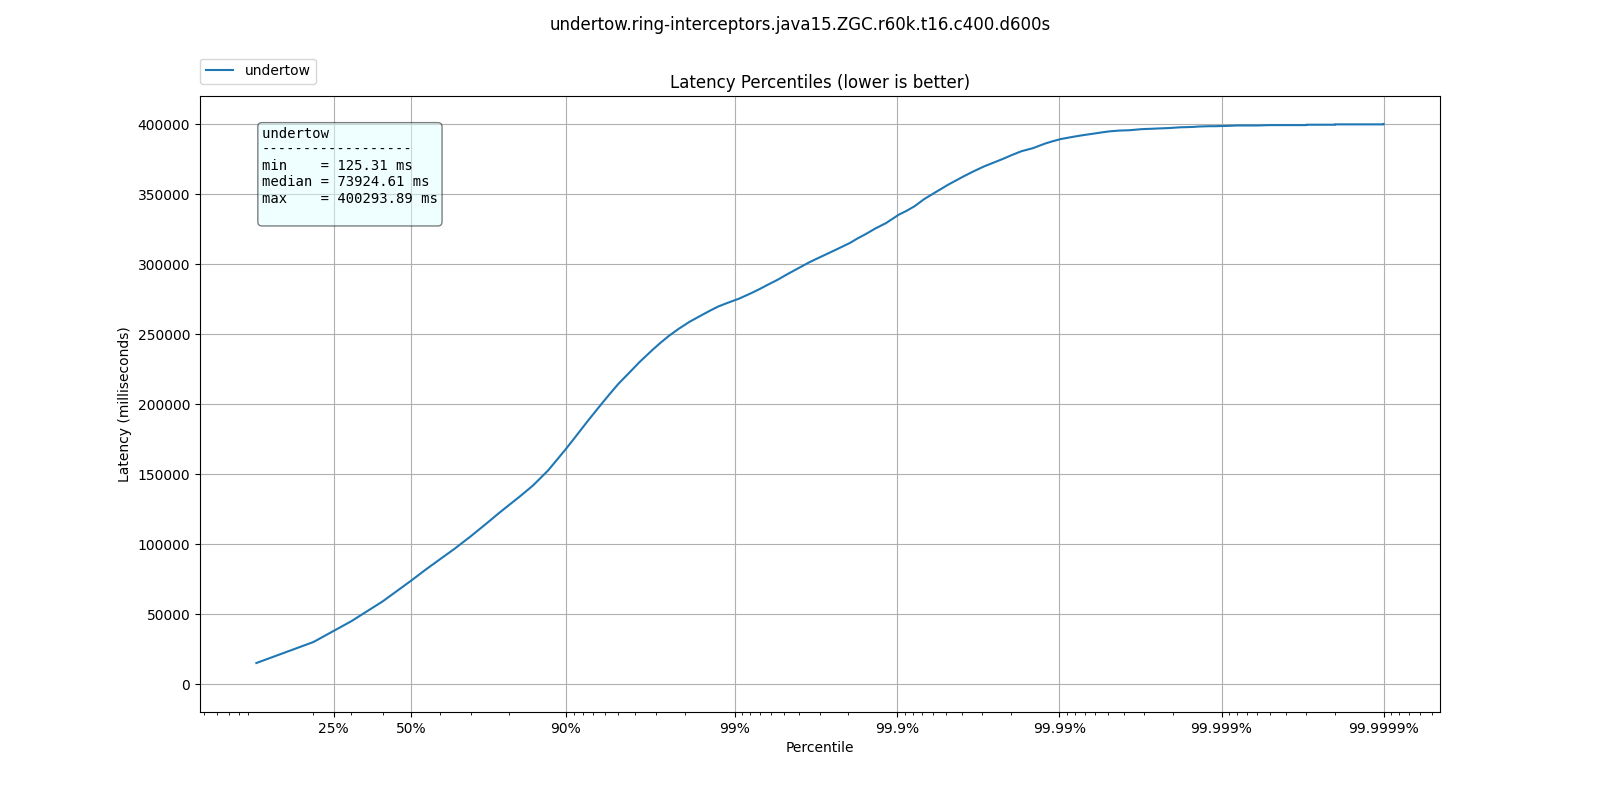 undertow.ring-interceptors.java15.ZGC.r60k.t16.c400.d600s
undertow
Latency Percentiles (lower is better)
undertow
------------------
min    = 125.31 ms
median = 73924.61 ms
max    = 400293.89 ms
400000
350000
300000
250000
200000
150000
100000
50000
0
Latency (milliseconds)
25% 50% 90% 99% 99.9% 99.99% 99.999% 99.9999%
Percentile